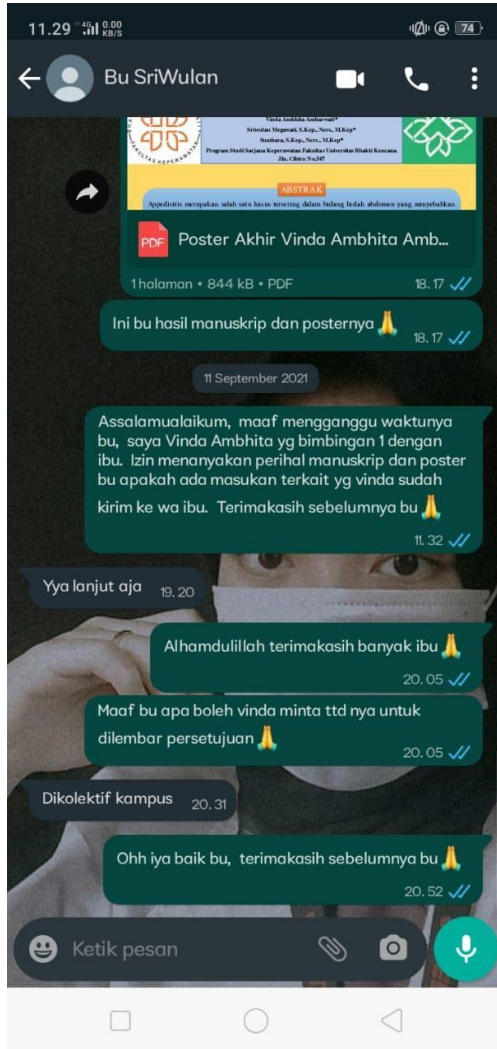 11.29 4G 0.00 KB/S 74
Bu SriWulan
FAKULTAS KEPERAWATAN
Vinda Ambhita Ambarwati*
Sriwulan Megawati, S.Kep., Ners., M.Kep*
Sumbara, S.Kep., Ners., M.Kep*
Program Studi Sarjana Keperawatan Fakultas Universitas Bhakti Kencana
Jln. Cibiru No.547
ABSTRAK
merupakan salah satu kasus tersering dalam bidang bedah abdomen yang menyebabkan
PDF Poster Akhir Vinda Ambhita Amb...
1 halaman • 844 kB • PDF 18.17
Ini bu hasil manuskrip dan posternya🙏
18.17
11 September 2021
Assalamualaikum, maaf mengganggu waktunya
bu, saya Vinda Ambhita yg bimbingan 1 dengan
ibu. Izin menanyakan perihal manuskrip dan poster
bu apakah ada masukan terkait yg vinda sudah
kirim ke wa ibu. Terimakasih sebelumnya bu🙏
11.32
Yya lanjut aja 19.20
Alhamdulillah terimakasih banyak ibu🙏
20.05
Maaf bu apa boleh vinda minta ttd nya untuk
dilembar persetujuan🙏
20.05
Dikolektif kampus 20.31
Ohh iya baik bu, terimakasih sebelumnya bu🙏
20.52
Ketik pesan